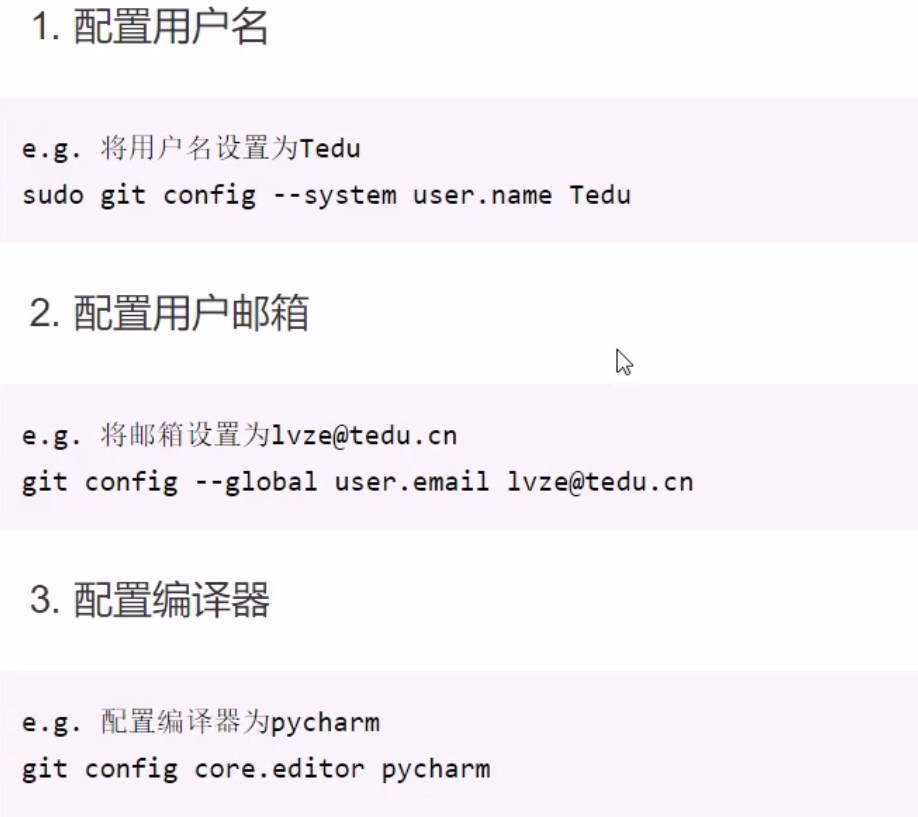 1. 配置用户名
e.g. 将用户名设置为Tedu
sudo git config --system user.name Tedu
2. 配置用户邮箱
e.g. 将邮箱设置为lvze@tedu.cn
git config --global user.email lvze@tedu.cn
3. 配置编译器
e.g. 配置编译器为pycharm
git config core.editor pycharm